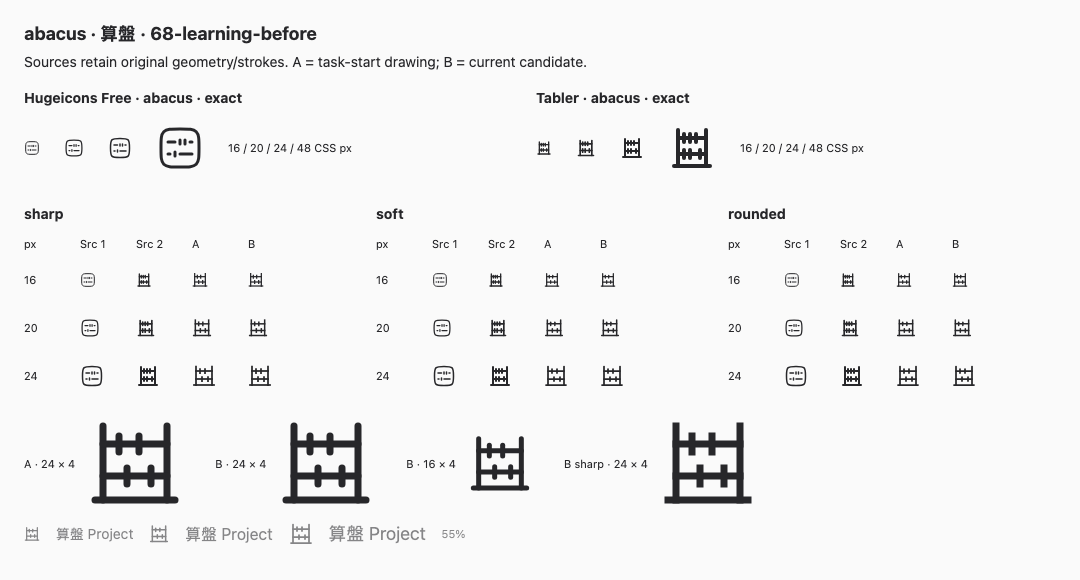 abacus · 算盤 · 68-learning-before
Sources retain original geometry/strokes. A = task-start drawing; B = current candidate.
Hugeicons Free · abacus · exact
Tabler · abacus · exact
16 / 20 / 24 / 48 CSS px
16 / 20 / 24 / 48 CSS px
sharp
soft
rounded
px Src 1 Src 2 A B
px Src 1 Src 2 A B
px Src 1 Src 2 A B
16
16
16
20
20
20
24
24
24
A · 24 × 4
B · 24 × 4
B · 16 × 4
B sharp · 24 × 4
算盤 Project
算盤 Project
算盤 Project
55%